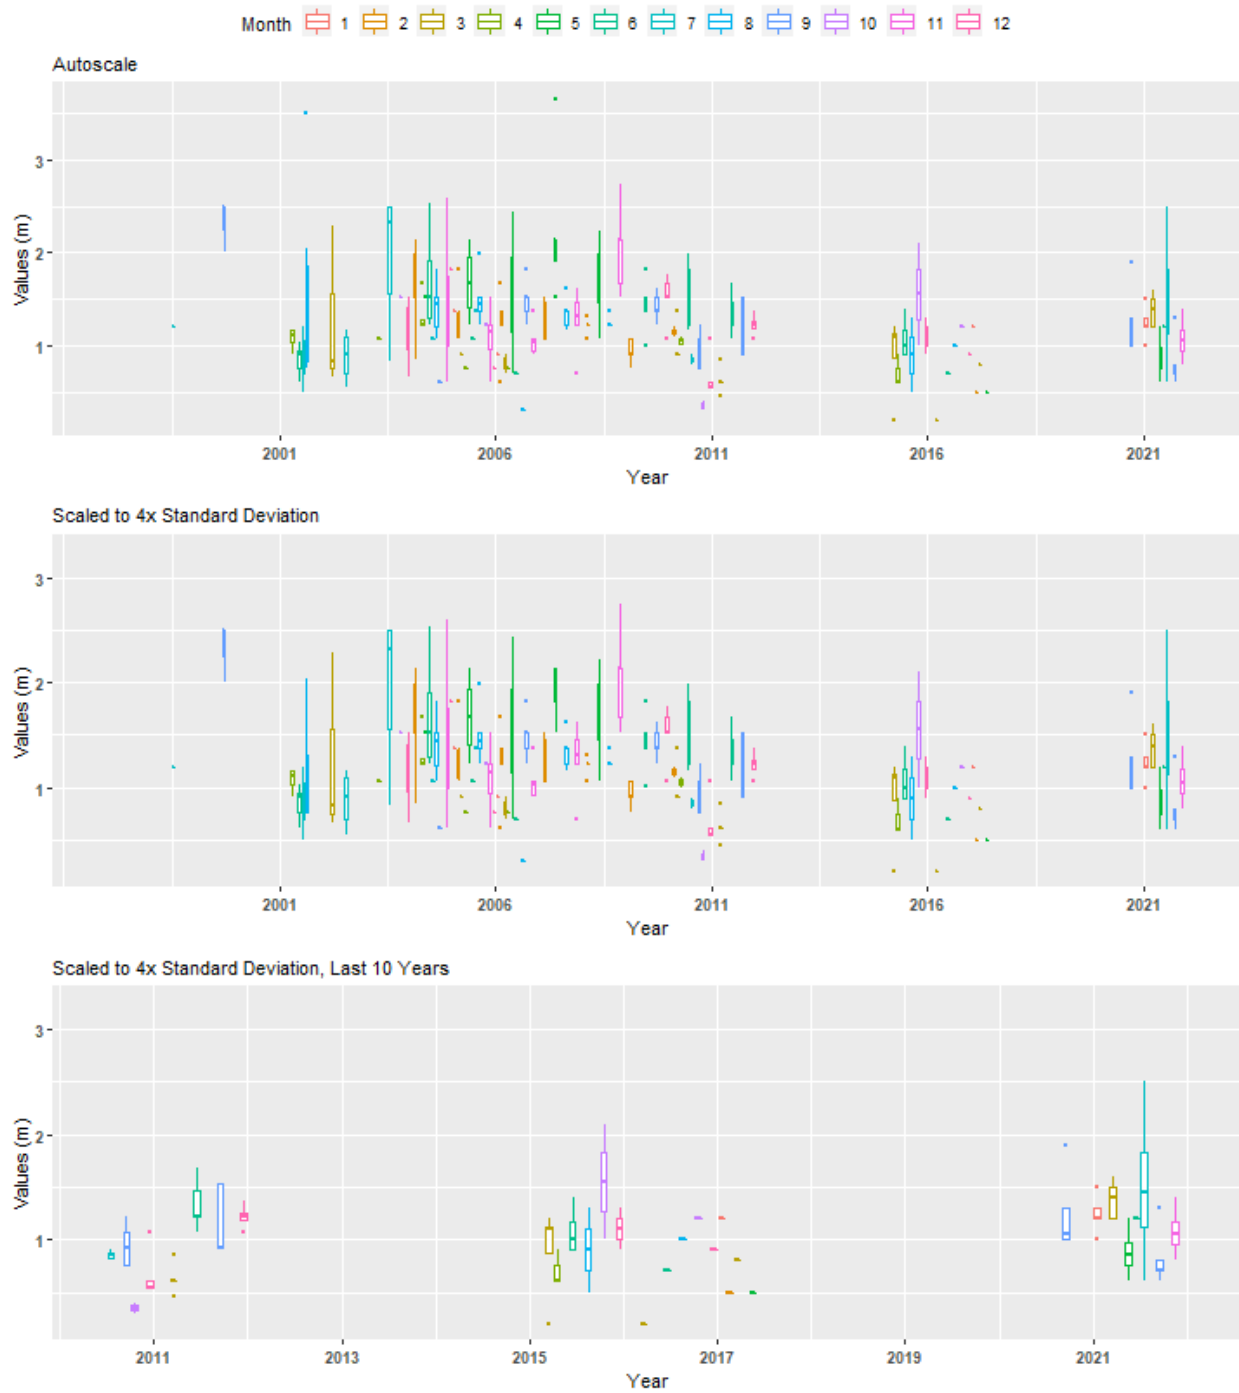 Month 1 2 3 4 5 6 7 8 9 10 11 12
Autoscale
Values (m)
3
2
1
2001 2006 2011 2016 2021
Year
Scaled to 4x Standard Deviation
Values (m)
3
2
1
2001 2006 2011 2016 2021
Year
Scaled to 4x Standard Deviation, Last 10 Years
Values (m)
3
2
1
2011 2013 2015 2017 2019 2021
Year